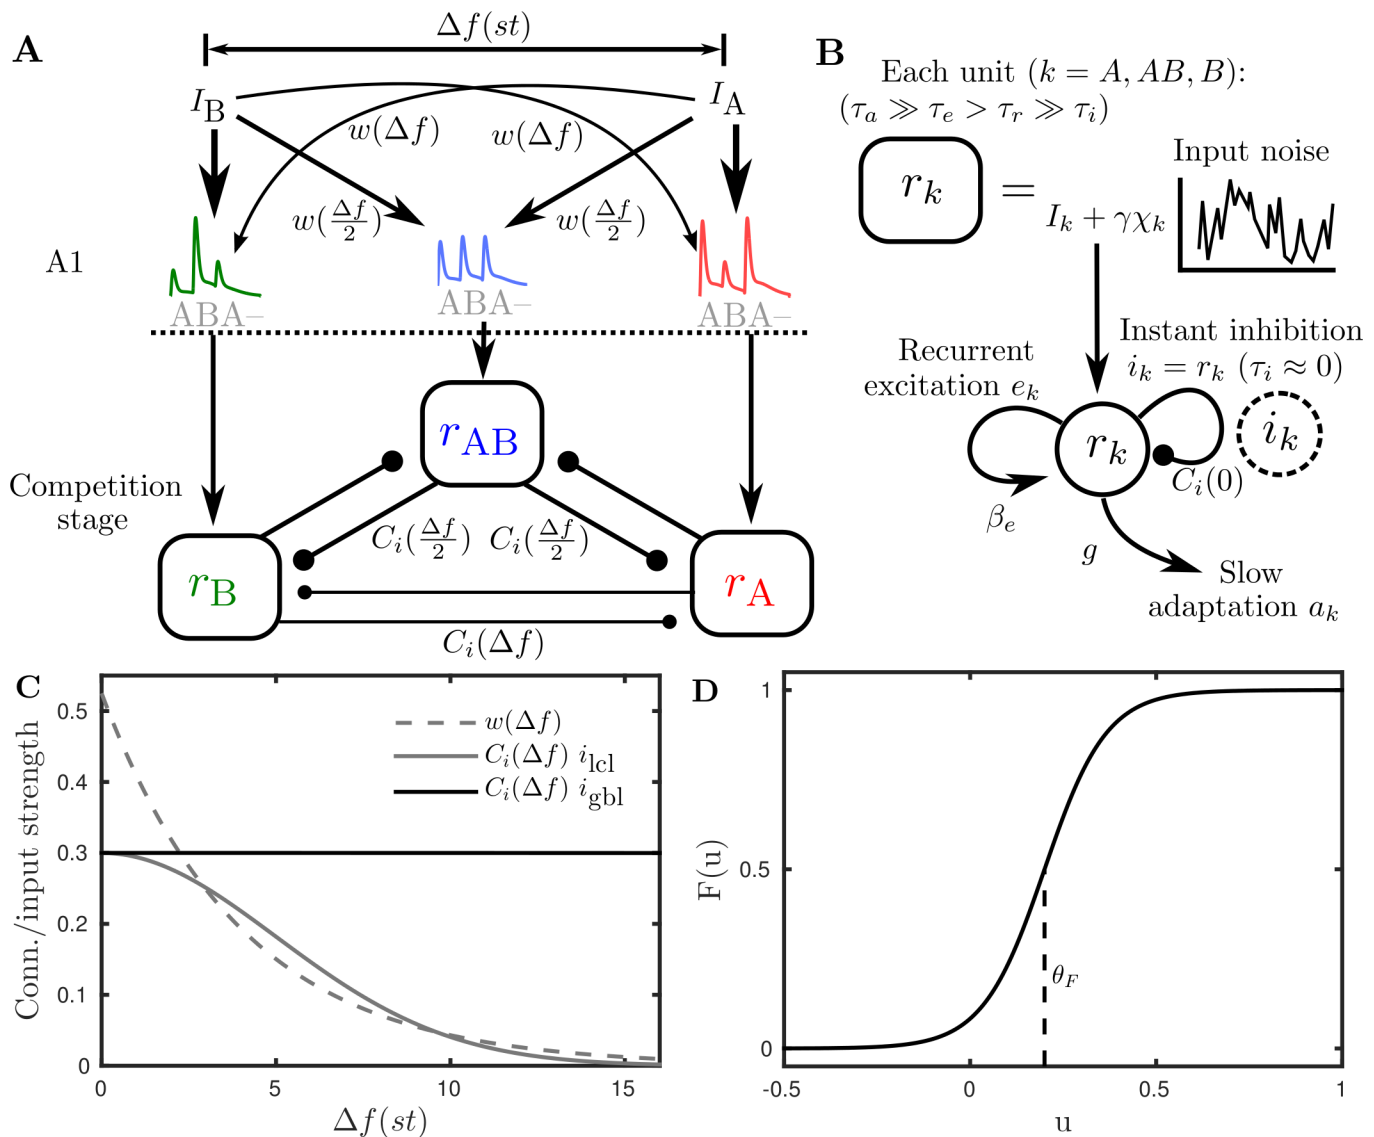 A
Δf(st)
I_B
I_A
w(Δf)
w(Δf)
w(Δf/2)
w(Δf/2)
A1
ABA–
ABA–
ABA–
r_AB
Competition
stage
C_i(Δf/2)
C_i(Δf/2)
r_B
r_A
C_i(Δf)
B
Each unit (k = A, AB, B):
(τ_a ≫ τ_e > τ_r ≫ τ_i)
r_k
=
Input noise
I_k + γχ_k
Instant inhibition
i_k = r_k (τ_i ≈ 0)
Recurrent
excitation e_k
r_k
i_k
C_i(0)
β_e
g
Slow
adaptation a_k
C
Conn./input strength
0.5
0.4
0.3
0.2
0.1
0
w(Δf)
C_i(Δf) i_lcl
C_i(Δf) i_gbl
0
5
10
15
Δf(st)
D
F(u)
1
0.5
0
θ_F
-0.5
0
0.5
1
u